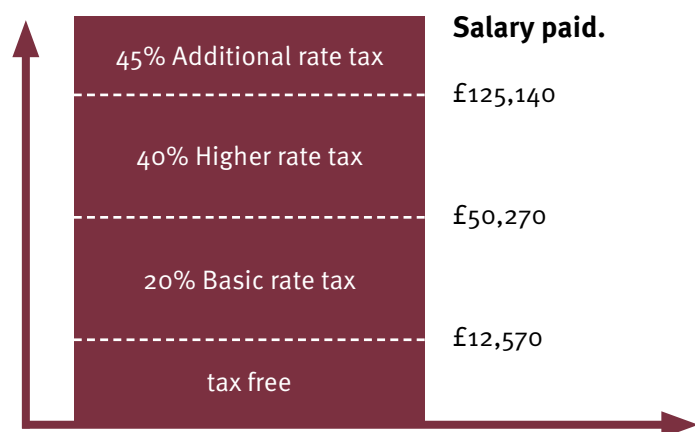 Salary paid.
45% Additional rate tax
£125,140
40% Higher rate tax
£50,270
20% Basic rate tax
£12,570
tax free